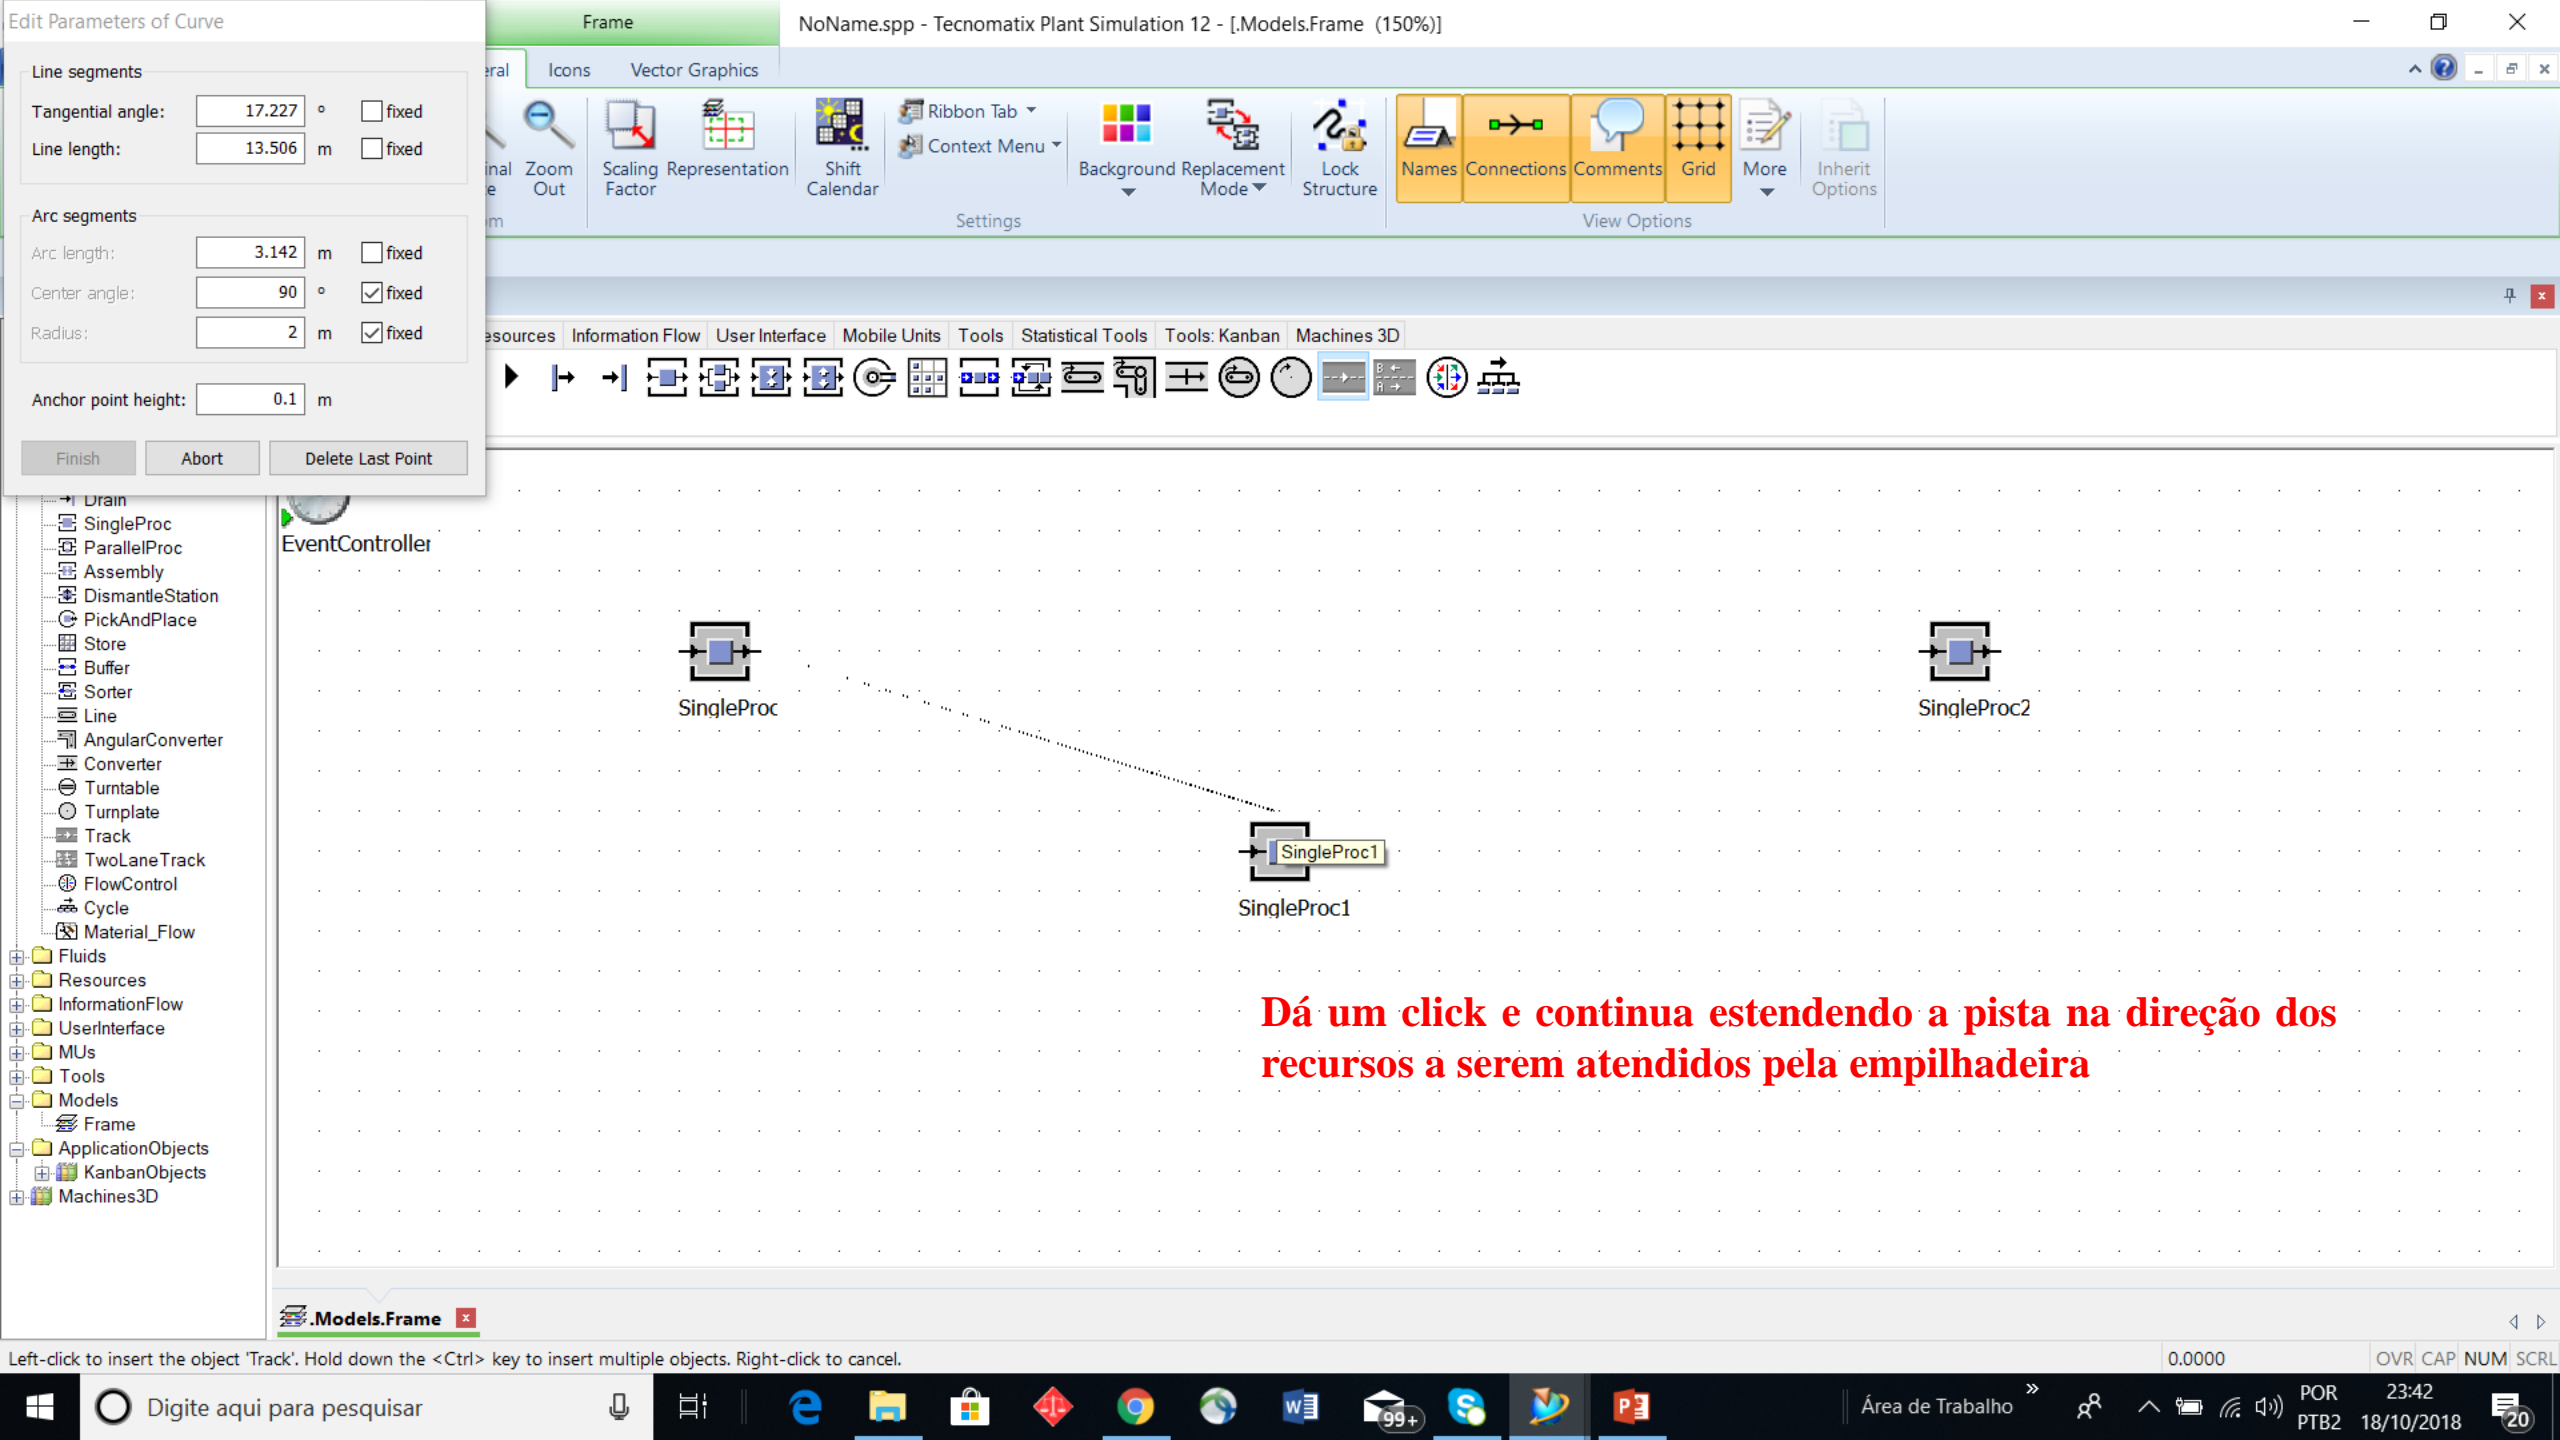 Edit Parameters of Curve
Frame
NoName.spp - Tecnomatix Plant Simulation 12 - [.Models.Frame (150%)]
Line segments
eral
Icons
Vector Graphics
Tangential angle:
17.227
°
fixed
Line length:
13.506
m
fixed
Ribbon Tab
Context Menu
inal
Zoom Out
Scaling Factor
Representation
Shift Calendar
Background
Replacement Mode
Lock Structure
Names
Connections
Comments
Grid
More
Inherit Options
Arc segments
Settings
View Options
Arc length:
3.142
m
fixed
Center angle:
90
°
fixed
Radius:
2
m
fixed
esources
Information Flow
User Interface
Mobile Units
Tools
Statistical Tools
Tools: Kanban
Machines 3D
Anchor point height:
0.1
m
Finish
Abort
Delete Last Point
Drain
SingleProc
ParallelProc
Assembly
DismantleStation
PickAndPlace
Store
Buffer
Sorter
Line
AngularConverter
Converter
Turntable
Turnplate
Track
TwoLaneTrack
FlowControl
Cycle
Material_Flow
Fluids
Resources
InformationFlow
UserInterface
MUs
Tools
Models
Frame
ApplicationObjects
KanbanObjects
Machines3D
EventController
SingleProc
SingleProc2
SingleProc1
SingleProc1
Dá um click e continua estendendo a pista na direção dos
recursos a serem atendidos pela empilhadeira
.Models.Frame
Left-click to insert the object 'Track'. Hold down the <Ctrl> key to insert multiple objects. Right-click to cancel.
0.0000
OVR CAP NUM SCRL
Digite aqui para pesquisar
99+
Área de Trabalho
POR
PTB2
23:42
18/10/2018
20